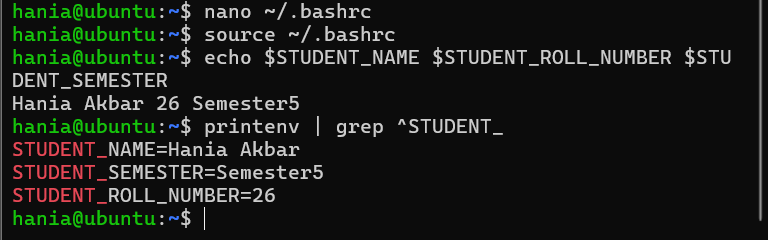 hania@ubuntu:~$ nano ~/.bashrc
hania@ubuntu:~$ source ~/.bashrc
hania@ubuntu:~$ echo $STUDENT_NAME $STUDENT_ROLL_NUMBER $STU
DENT_SEMESTER
Hania Akbar 26 Semester5
hania@ubuntu:~$ printenv | grep ^STUDENT_
STUDENT_NAME=Hania Akbar
STUDENT_SEMESTER=Semester5
STUDENT_ROLL_NUMBER=26
hania@ubuntu:~$